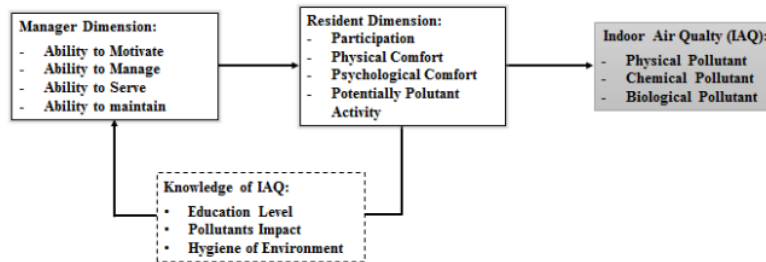 Manager Dimension:
- Ability to Motivate
- Ability to Manage
- Ability to Serve
- Ability to maintain
Resident Dimension:
- Participation
- Physical Comfort
- Psychological Comfort
- Potentially Polutant
Activity
Indoor Air Qualty (IAQ):
- Physical Pollutant
- Chemical Pollutant
- Biological Pollutant
Knowledge of IAQ:
• Education Level
• Pollutants Impact
• Hygiene of Environment